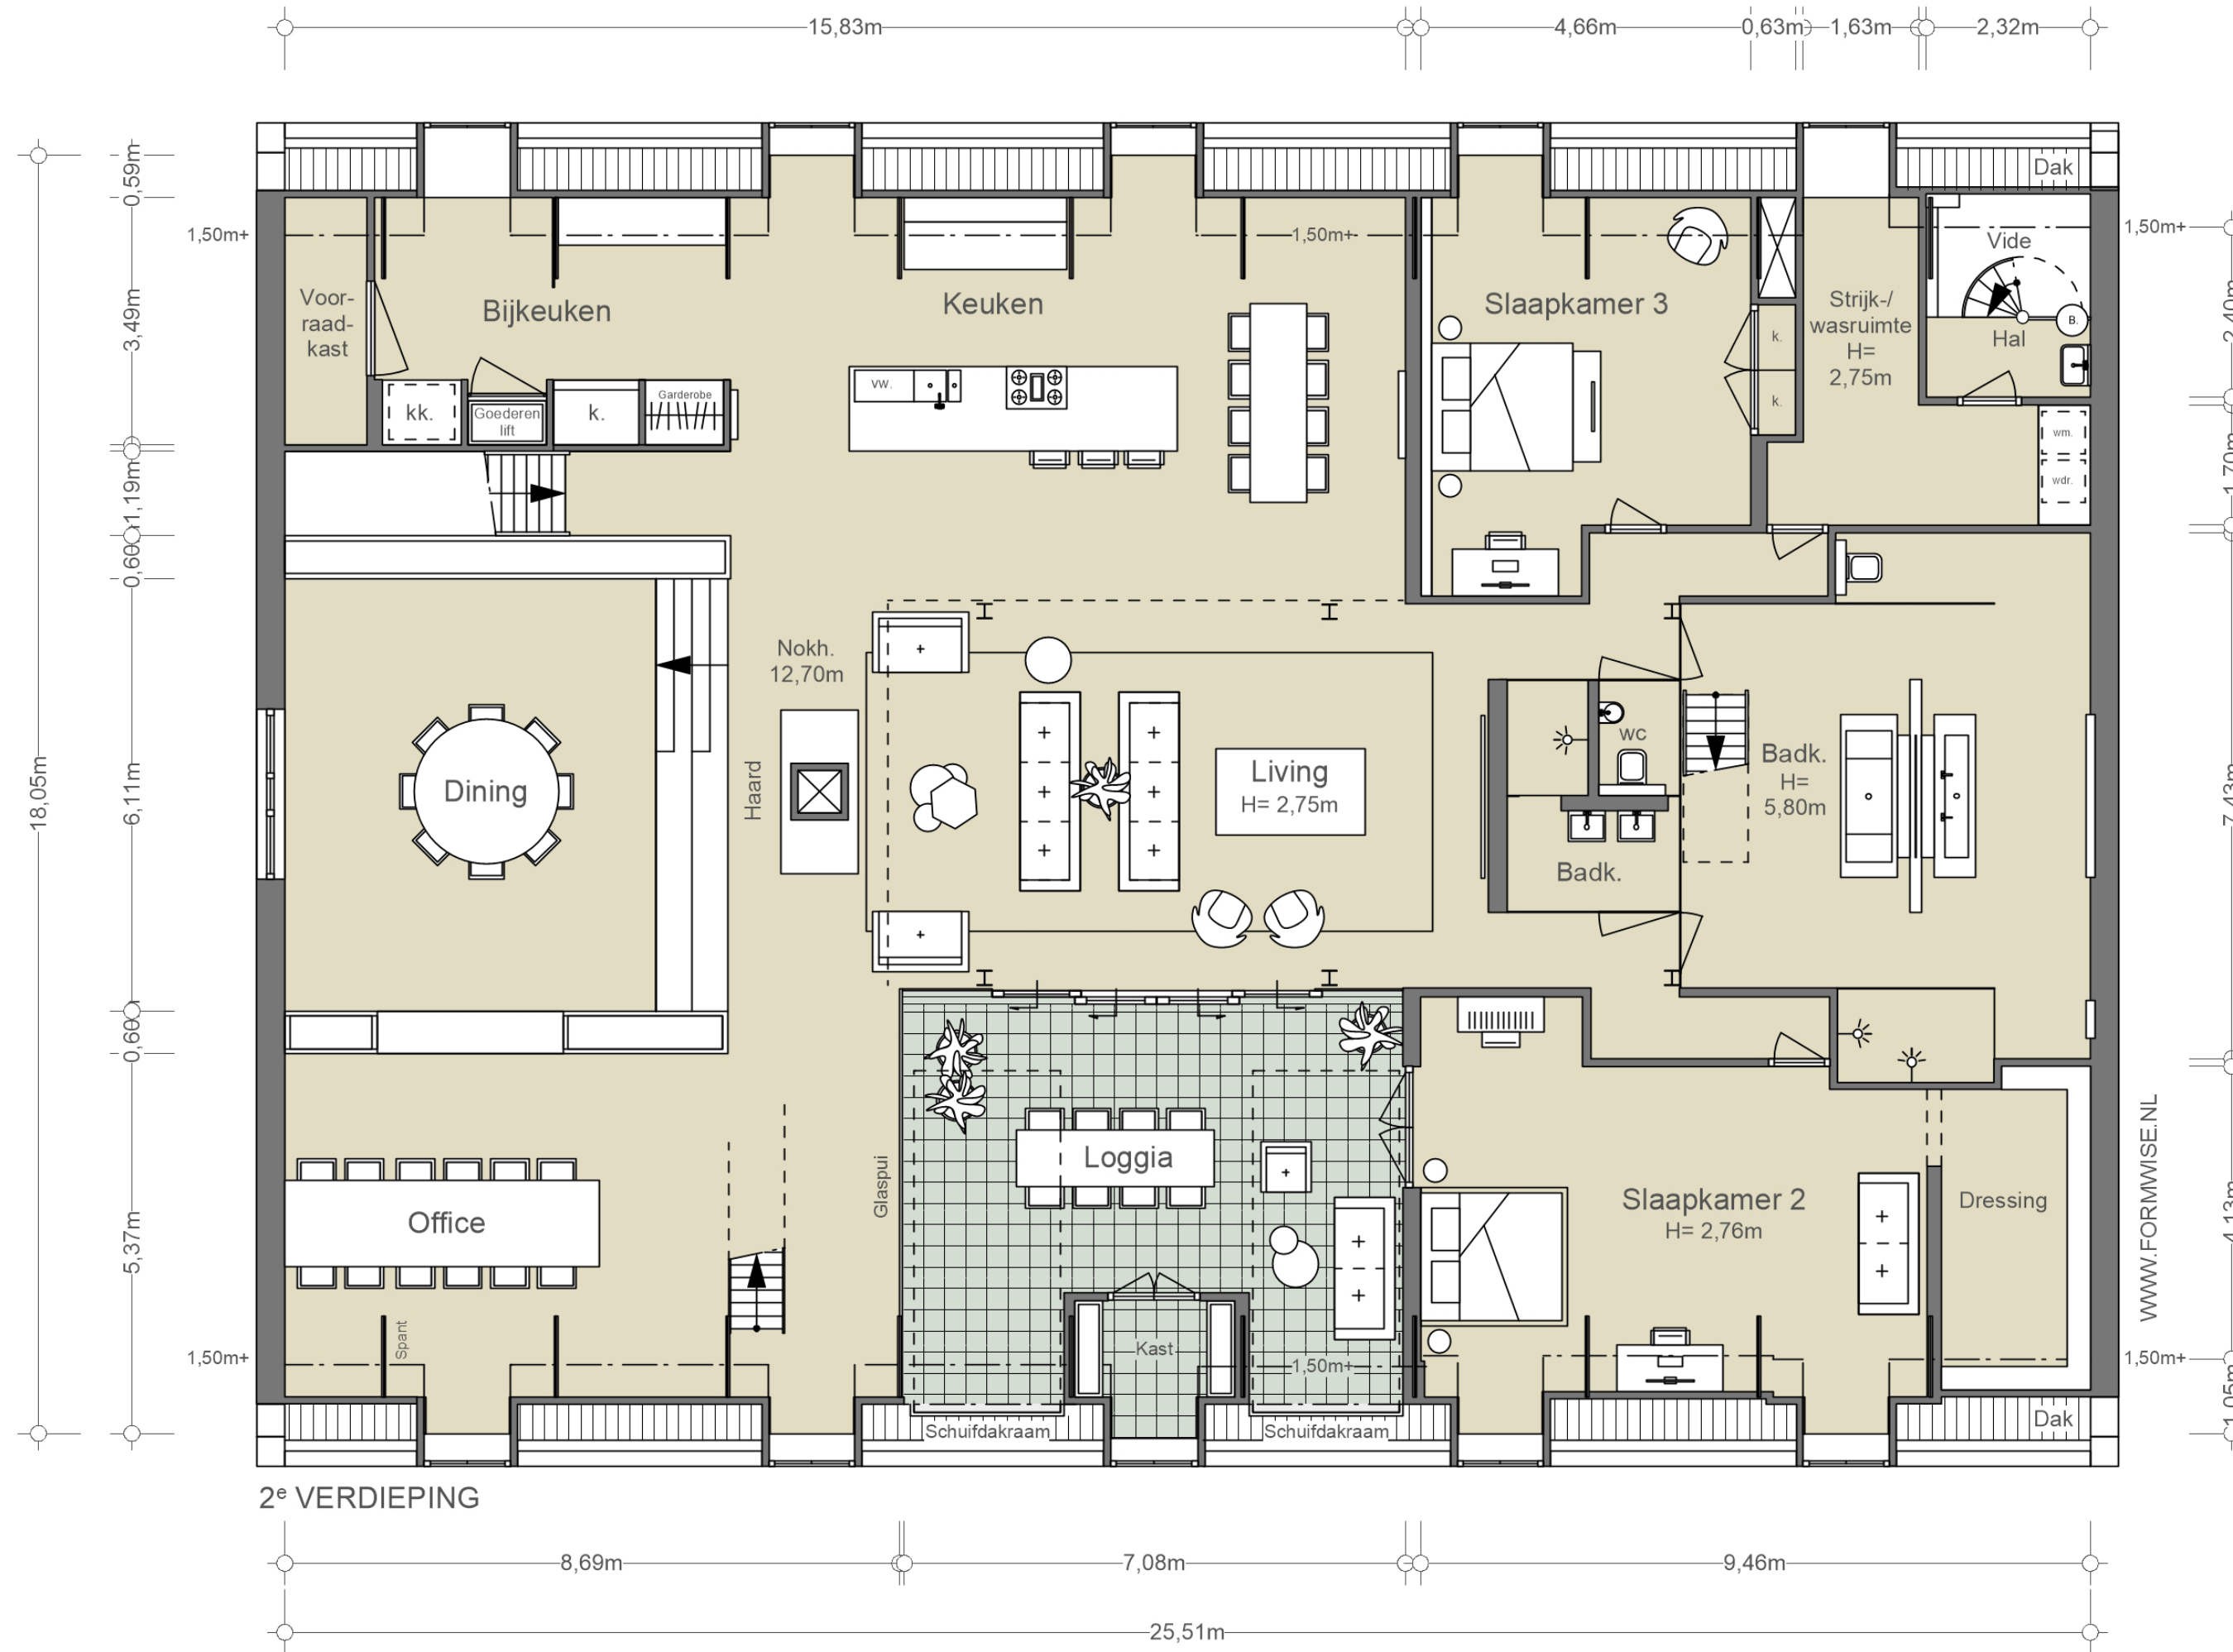 15,83m
4,66m
0,63m
1,63m
2,32m
Dak
0,59m
1,50m+
1,50m+
1,50m+
Vide
3,49m
Voor-
raad-
kast
Bijkeuken
Keuken
Slaapkamer 3
Strijk-/
wasruimte
H=
2,75m
B.
Hal
k.
k.
kk.
Goederen
lift
k.
Garderobe
vw.
wm.
wdr.
1,19m
0,60
Nokh.
12,70m
18,05m
6,11m
Dining
Haard
Living
H= 2,75m
wc
Badk.
H=
5,80m
Badk.
0,60
Glaspui
Loggia
Office
5,37m
Slaapkamer 2
H= 2,76m
Dressing
WWW.FORMWISE.NL
Spant
Kast
1,50m+
1,50m+
1,50m+
Schuifdakraam
Schuifdakraam
Dak
2e VERDIEPING
8,69m
7,08m
9,46m
25,51m